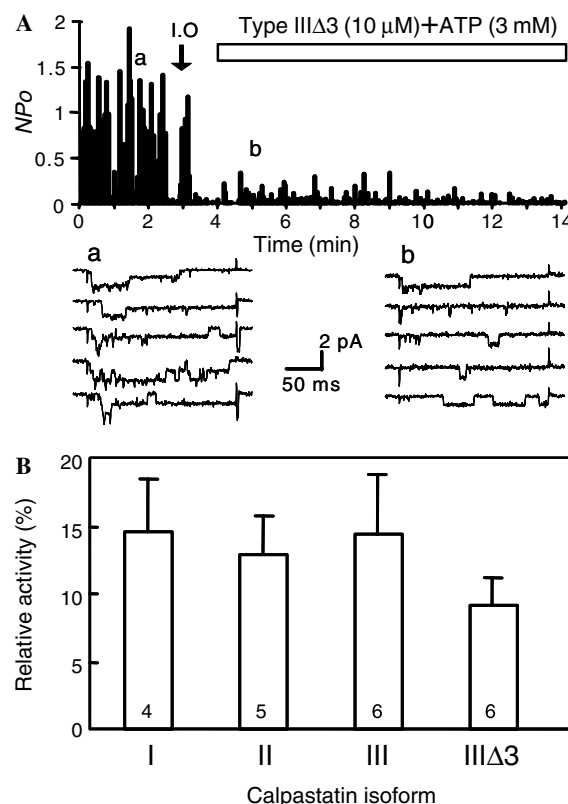 A
I.O
Type IIIΔ3 (10 µM)+ATP (3 mM)
NPo
2
1.5
1
0.5
0
a
b
0 2 4 6 8 10 12 14
Time (min)
a
b
2 pA
50 ms
B
Relative activity (%)
20
15
10
5
0
4 5 6 6
I II III IIIΔ3
Calpastatin isoform